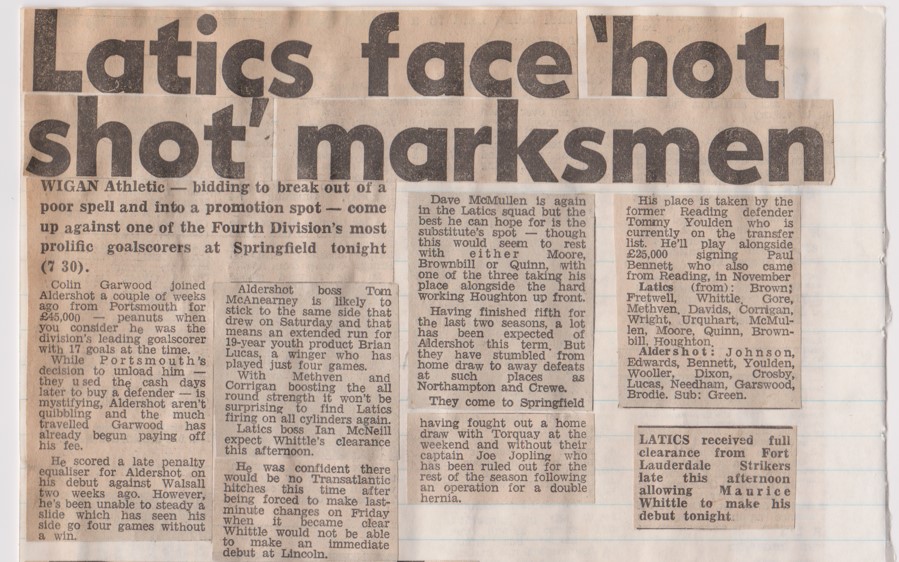 Latics face 'hot
shot' marksmen
WIGAN Athletic — bidding to break out of a
poor spell and into a promotion spot — come
up against one of the Fourth Division's most
prolific goalscorers at Springfield tonight
(7 30).
Colin Garwood joined
Aldershot a couple of weeks
ago from Portsmouth for
£45,000 — peanuts when
you consider he was the
division's leading goalscorer
with 17 goals at the time.
While Portsmouth's
decision to unload him —
they used the cash days
later to buy a defender — is
mystifying, Aldershot aren't
quibbling and the much
travelled Garwood has
already begun paying off
his fee.
He scored a late penalty
equaliser for Aldershot on
his debut against Walsall
two weeks ago. However,
he's been unable to steady a
slide which has seen his
side go four games without
a win.
Aldershot boss Tom
McAnearney is likely to
stick to the same side that
drew on Saturday and that
means an extended run for
19-year youth product Brian
Lucas, a winger who has
played just four games.
With Methven and
Corrigan boosting the all
round strength it won't be
surprising to find Latics
firing on all cylinders again.
Latics boss Ian McNeill
expect Whittle's clearance
this afternoon.
He was confident there
would be no Transatlantic
hitches this time after
being forced to make last-
minute changes on Friday
when it became clear
Whittle would not be able
to make an immediate
debut at Lincoln.
Dave McMullen is again
in the Latics squad but the
best he can hope for is the
substitute's spot — though
this would seem to rest
with either Moore,
Brownbill or Quinn, with
one of the three taking his
place alongside the hard
working Houghton up front.
Having finished fifth for
the last two seasons, a lot
has been expected of
Aldershot this term. But
they have stumbled from
home draw to away defeats
at such places as
Northampton and Crewe.
They come to Springfield
having fought out a home
draw with Torquay at the
weekend and without their
captain Joe Jopling who
has been ruled out for the
rest of the season following
an operation for a double
hernia.
His place is taken by the
former Reading defender
Tommy Youlden who is
currently on the transfer
list. He'll play alongside
£25,000 signing Paul
Bennett who also came
from Reading, in November
Latics (from): Brown;
Fretwell, Whittle, Gore,
Methven, Davids, Corrigan,
Wright, Urquhart, McMul-
len, Moore, Quinn, Brown-
bill, Houghton.
Aldershot: Johnson,
Edwards, Bennett, Youlden,
Wooller, Dixon, Crosby,
Lucas, Needham, Garswood,
Brodie. Sub: Green.
LATICS received full
clearance from Fort
Lauderdale Strikers
late this afternoon
allowing Maurice
Whittle to make his
debut tonight.